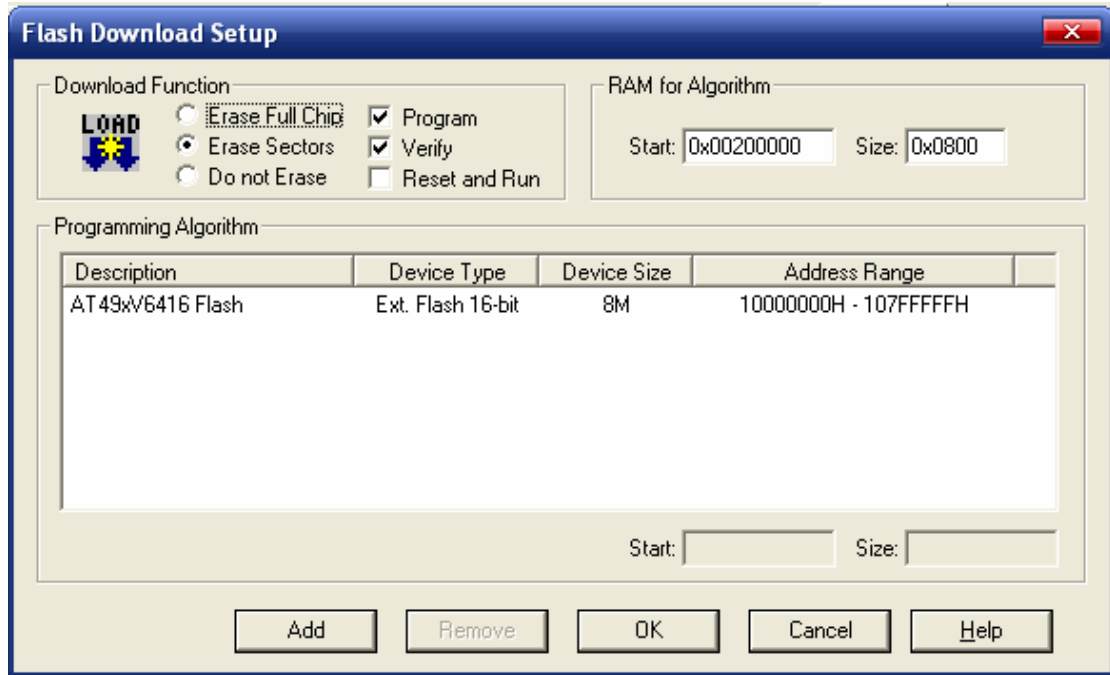 Flash Download Setup
Download Function
LOAD
Erase Full Chip
Erase Sectors
Do not Erase
Program
Verify
Reset and Run
RAM for Algorithm
Start: 0x00200000 Size: 0x0800
Programming Algorithm
Description Device Type Device Size Address Range
AT49xV6416 Flash Ext. Flash 16-bit 8M 10000000H - 107FFFFFH
Start: Size:
Add Remove OK Cancel Help